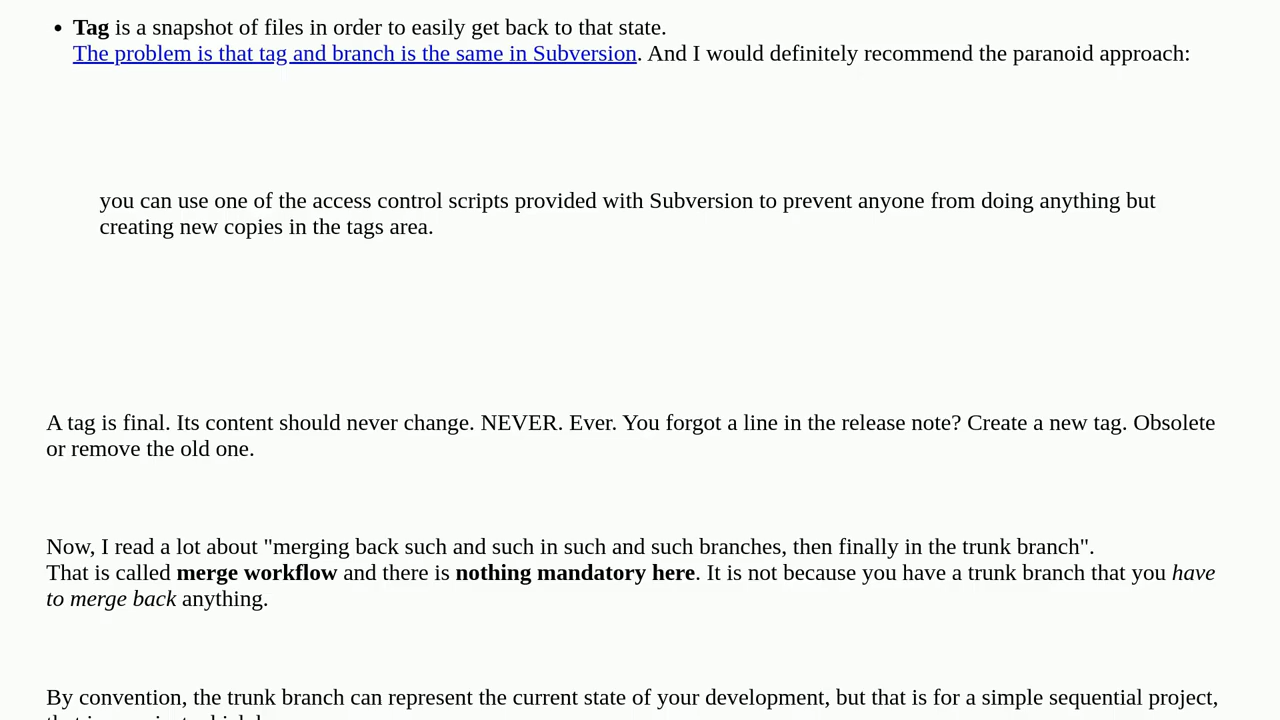 • Tag is a snapshot of files in order to easily get back to that state.
The problem is that tag and branch is the same in Subversion. And I would definitely recommend the paranoid approach:
you can use one of the access control scripts provided with Subversion to prevent anyone from doing anything but
creating new copies in the tags area.
A tag is final. Its content should never change. NEVER. Ever. You forgot a line in the release note? Create a new tag. Obsolete
or remove the old one.
Now, I read a lot about "merging back such and such in such and such branches, then finally in the trunk branch".
That is called merge workflow and there is nothing mandatory here. It is not because you have a trunk branch that you have
to merge back anything.
By convention, the trunk branch can represent the current state of your development, but that is for a simple sequential project,